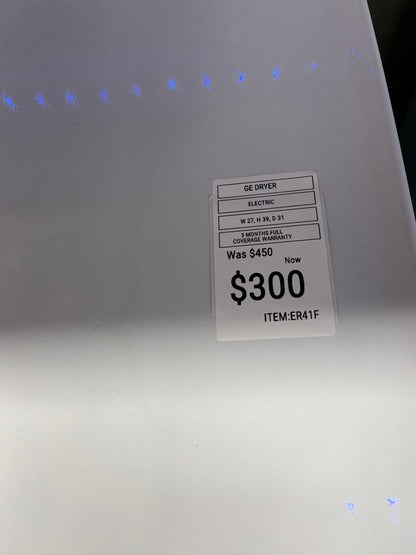 GE DRYER
ELECTRIC
W 27, H 39, D 31
3 MONTHS FULL
COVERAGE WARRANTY
Was $450
Now
$300
ITEM:ER41F